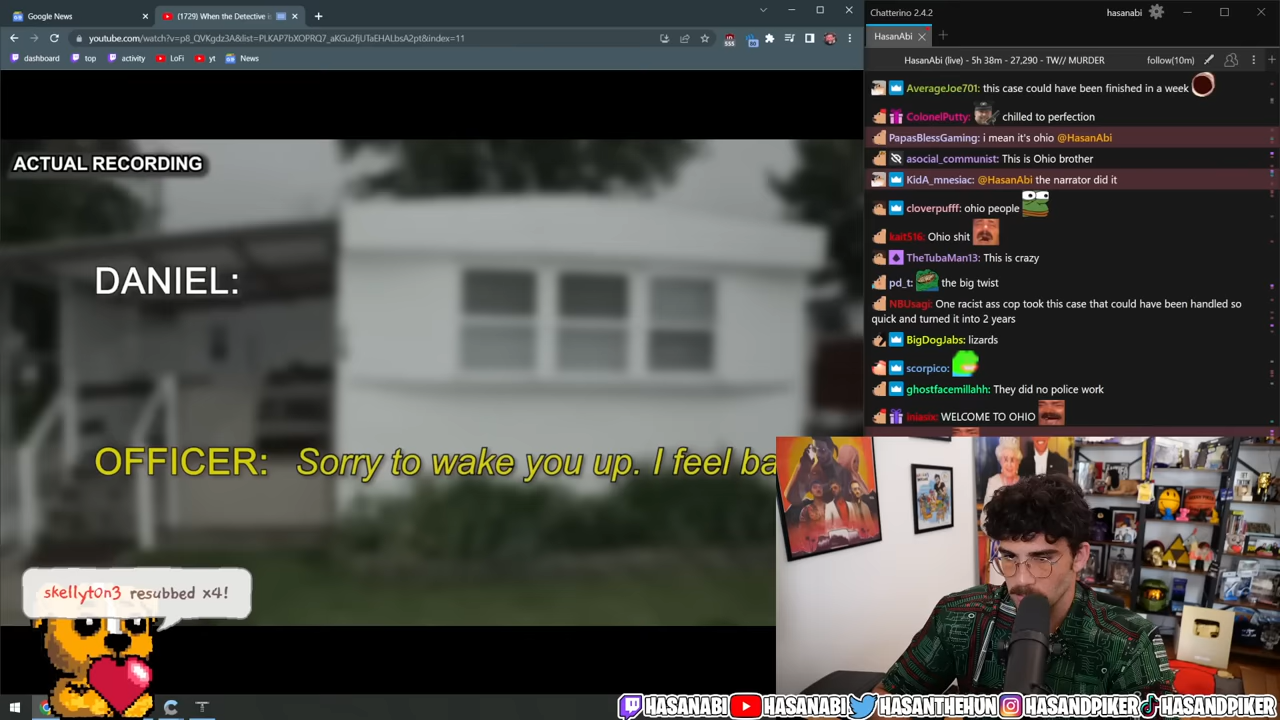 Google News
(1729) When the Detective is
youtube.com/watch?v=p8_QVKgdz3A&list=PLKAP7bXOPRQ7_aKGu2fjUTaEHALbsA2pt&index=11
dashboard
top
activity
LoFi
yt
News
ACTUAL RECORDING
DANIEL:
OFFICER: Sorry to wake you up. I feel ba
skellyt0n3 resubbed x4!
Chatterino 2.4.2
hasanabi
HasanAbi
HasanAbi (live) - 5h 38m - 27,290 - TW// MURDER
follow(10m)
AverageJoe701: this case could have been finished in a week
ColonelPutty: chilled to perfection
PapasBlessGaming: i mean it's ohio @HasanAbi
asocial_communist: This is Ohio brother
KidA_mnesiac: @HasanAbi the narrator did it
cloverpufff: ohio people
kait516: Ohio shit
TheTubaMan13: This is crazy
pd_t: the big twist
NBUsagi: One racist ass cop took this case that could have been handled so
quick and turned it into 2 years
BigDogJabs: lizards
scorpico:
ghostfacemillahh: They did no police work
iniasix: WELCOME TO OHIO
HASANABI HASANABI HASANTHEHUN HASANDPIKER HASANDPIKER